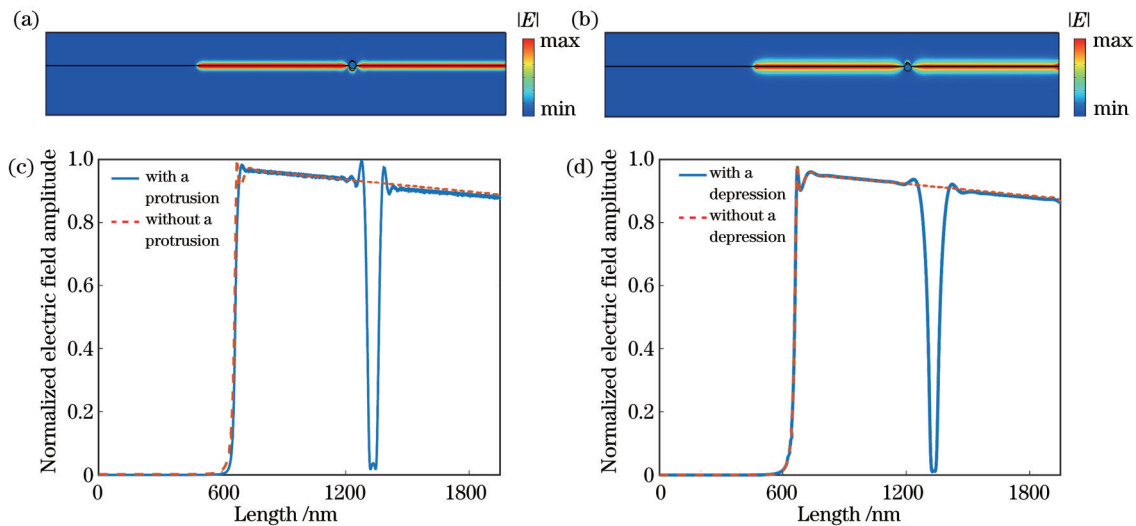 (a)
|E|
max
min
(b)
|E|
max
min
(c)
Normalized electric field amplitude
1.0
0.8
0.6
0.4
0.2
0
with a
protrusion
without a
protrusion
0 600 1200 1800
Length /nm
(d)
Normalized electric field amplitude
1.0
0.8
0.6
0.4
0.2
0
with a
depression
without a
depression
0 600 1200 1800
Length /nm